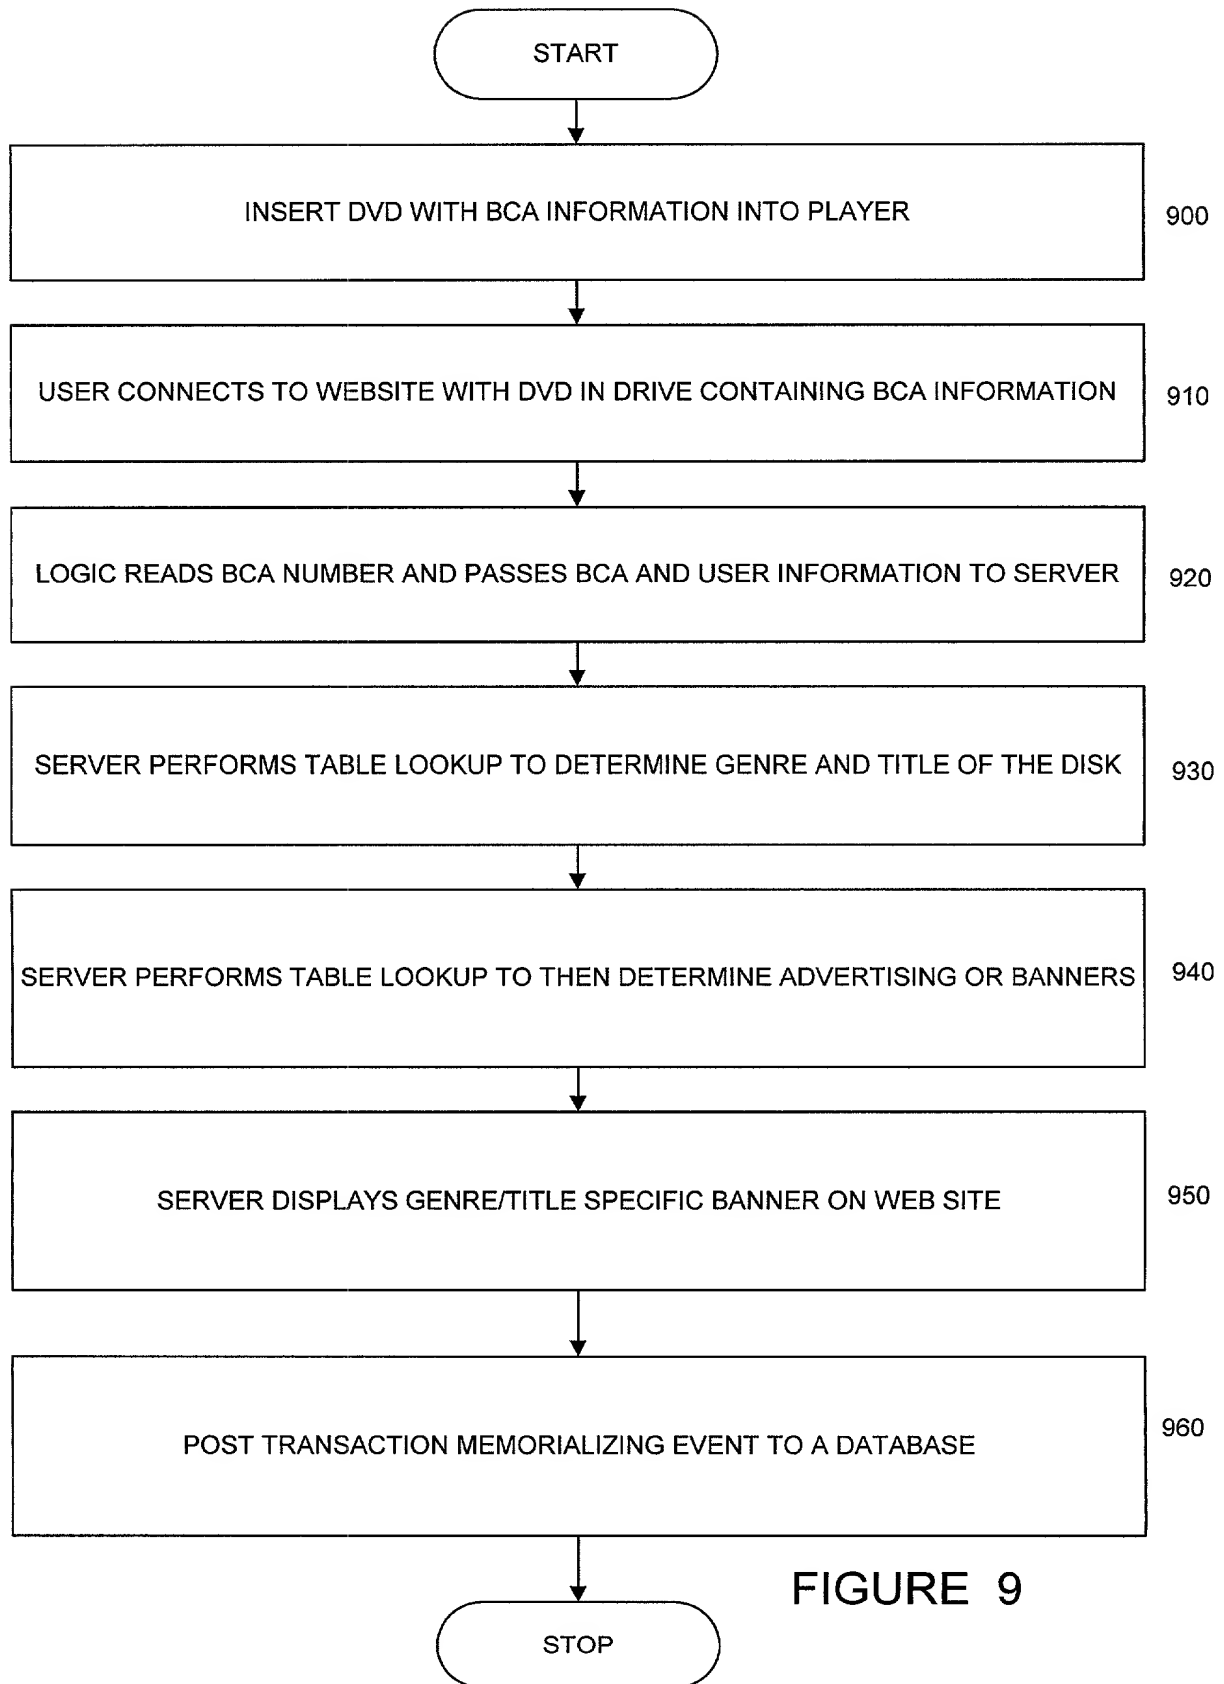 START
INSERT DVD WITH BCA INFORMATION INTO PLAYER
900
USER CONNECTS TO WEBSITE WITH DVD IN DRIVE CONTAINING BCA INFORMATION
910
LOGIC READS BCA NUMBER AND PASSES BCA AND USER INFORMATION TO SERVER
920
SERVER PERFORMS TABLE LOOKUP TO DETERMINE GENRE AND TITLE OF THE DISK
930
SERVER PERFORMS TABLE LOOKUP TO THEN DETERMINE ADVERTISING OR BANNERS
940
SERVER DISPLAYS GENRE/TITLE SPECIFIC BANNER ON WEB SITE
950
POST TRANSACTION MEMORIALIZING EVENT TO A DATABASE
960
FIGURE 9
STOP